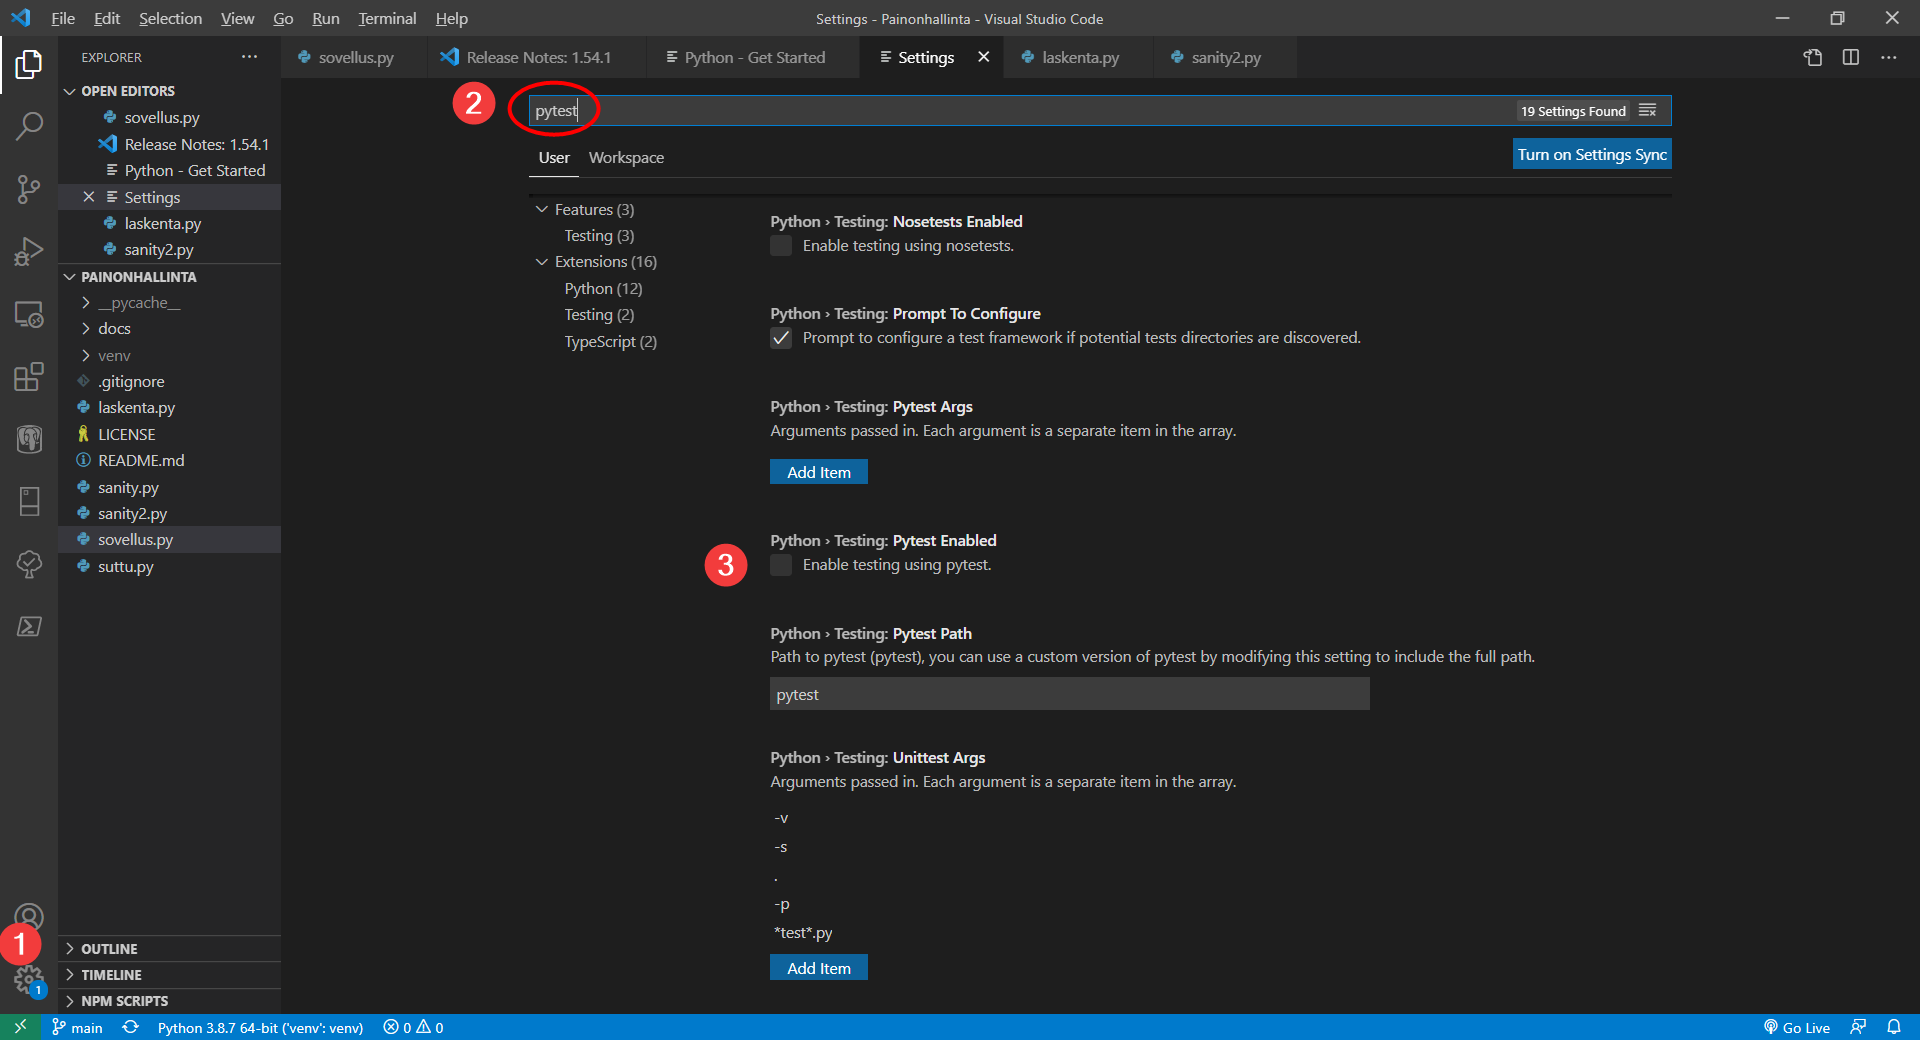 File Edit Selection View Go Run Terminal Help
Settings - Painonhallinta - Visual Studio Code
EXPLORER
OPEN EDITORS
sovellus.py
Release Notes: 1.54.1
Python - Get Started
Settings
laskenta.py
sanity2.py
PAINONHALLINTA
__pycache__
docs
venv
.gitignore
laskenta.py
LICENSE
README.md
sanity.py
sanity2.py
sovellus.py
suttu.py
1
1
OUTLINE
TIMELINE
NPM SCRIPTS
sovellus.py Release Notes: 1.54.1 Python - Get Started Settings laskenta.py sanity2.py
2
pytest
19 Settings Found
User Workspace
Turn on Settings Sync
Features (3)
Testing (3)
Extensions (16)
Python (12)
Testing (2)
TypeScript (2)
Python › Testing: Nosetests Enabled
Enable testing using nosetests.
Python › Testing: Prompt To Configure
Prompt to configure a test framework if potential tests directories are discovered.
Python › Testing: Pytest Args
Arguments passed in. Each argument is a separate item in the array.
Add Item
Python › Testing: Pytest Enabled
3
Enable testing using pytest.
Python › Testing: Pytest Path
Path to pytest (pytest), you can use a custom version of pytest by modifying this setting to include the full path.
pytest
Python › Testing: Unittest Args
Arguments passed in. Each argument is a separate item in the array.
-v
-s
.
-p
*test*.py
Add Item
main Python 3.8.7 64-bit ('venv': venv) 0 0
Go Live